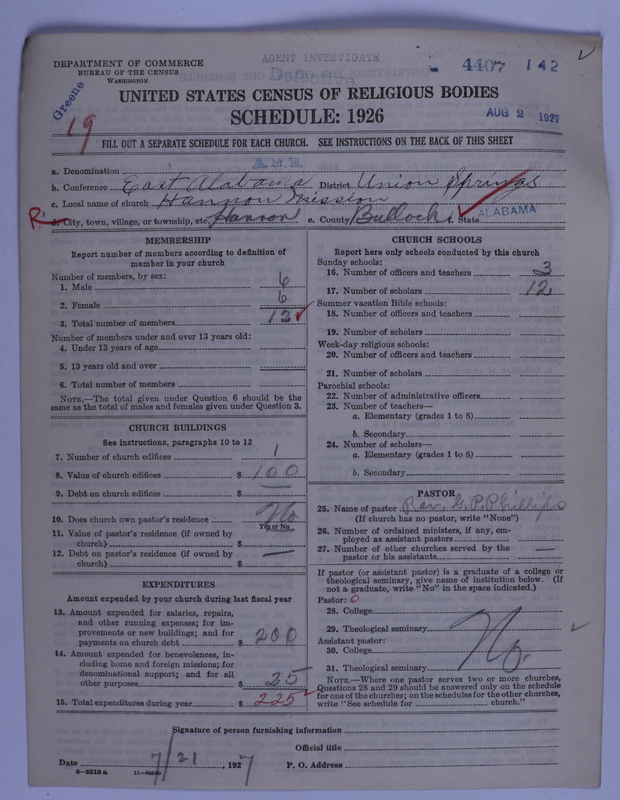 DEPARTMENT OF COMMERCE
BUREAU OF THE CENSUS
WASHINGTON
AGENT INVESTIGATE
Defective
4407 142
Greene
19
UNITED STATES CENSUS OF RELIGIOUS BODIES
SCHEDULE: 1926
AUG 2 1927
FILL OUT A SEPARATE SCHEDULE FOR EACH CHURCH. SEE INSTRUCTIONS ON THE BACK OF THIS SHEET
a. Denomination A.M.E.
b. Conference East Alabama District Union Springs
c. Local name of church Hannon Mission
R. d. City, town, village, or township, etc. Hannon e. County Bullock f. State ALABAMA
MEMBERSHIP
Report number of members according to definition of
member in your church
Number of members, by sex:
1. Male 6
2. Female 6
3. Total number of members 12
Number of members under and over 13 years old:
4. Under 13 years of age
5. 13 years old and over
6. Total number of members
NOTE.—The total given under Question 6 should be
same as the total of males and females given under Question 3.
CHURCH BUILDINGS
See instructions, paragraphs 10 to 12
7. Number of church edifices 1
8. Value of church edifices $ 100
9. Debt on church edifices $ —
10. Does church own pastor's residence No
Yes or No
11. Value of pastor's residence (if owned by
church) $
12. Debt on pastor's residence (if owned by
church) $ —
EXPENDITURES
Amount expended by your church during last fiscal year
13. Amount expended for salaries, repairs,
and other running expenses; for im-
provements or new buildings; and for
payments on church debt $ 200
14. Amount expended for benevolences, in-
cluding home and foreign missions; for
denominational support; and for all
other purposes $ 25
15. Total expenditures during year $ 225
CHURCH SCHOOLS
Report here only schools conducted by this church
Sunday schools:
16. Number of officers and teachers 3
17. Number of scholars 12
Summer vacation Bible schools:
18. Number of officers and teachers
19. Number of scholars
Week-day religious schools:
20. Number of officers and teachers
21. Number of scholars
Parochial schools:
22. Number of administrative officers
23. Number of teachers—
a. Elementary (grades 1 to 8)
b. Secondary
24. Number of scholars—
a. Elementary (grades 1 to 8)
b. Secondary
PASTOR
25. Name of pastor Rev. G. P. Phillips
(If church has no pastor, write "None")
26. Number of ordained ministers, if any, em-
ployed as assistant pastors
27. Number of other churches served by the
pastor or his assistants —
If pastor (or assistant pastor) is a graduate of a college or
theological seminary, give name of institution below. (If
not a graduate, write "No" in the space indicated.)
Pastor: 0
28. College
29. Theological seminary
Assistant pastor: No.
30. College
31. Theological seminary
NOTE.—Where one pastor serves two or more churches,
Questions 28 and 29 should be answered only on the schedule
for one of the churches; on the schedules for the other churches,
write "See schedule for church."
Signature of person furnishing information
Official title
Date 7/21, 1927 P. O. Address
8—5518a